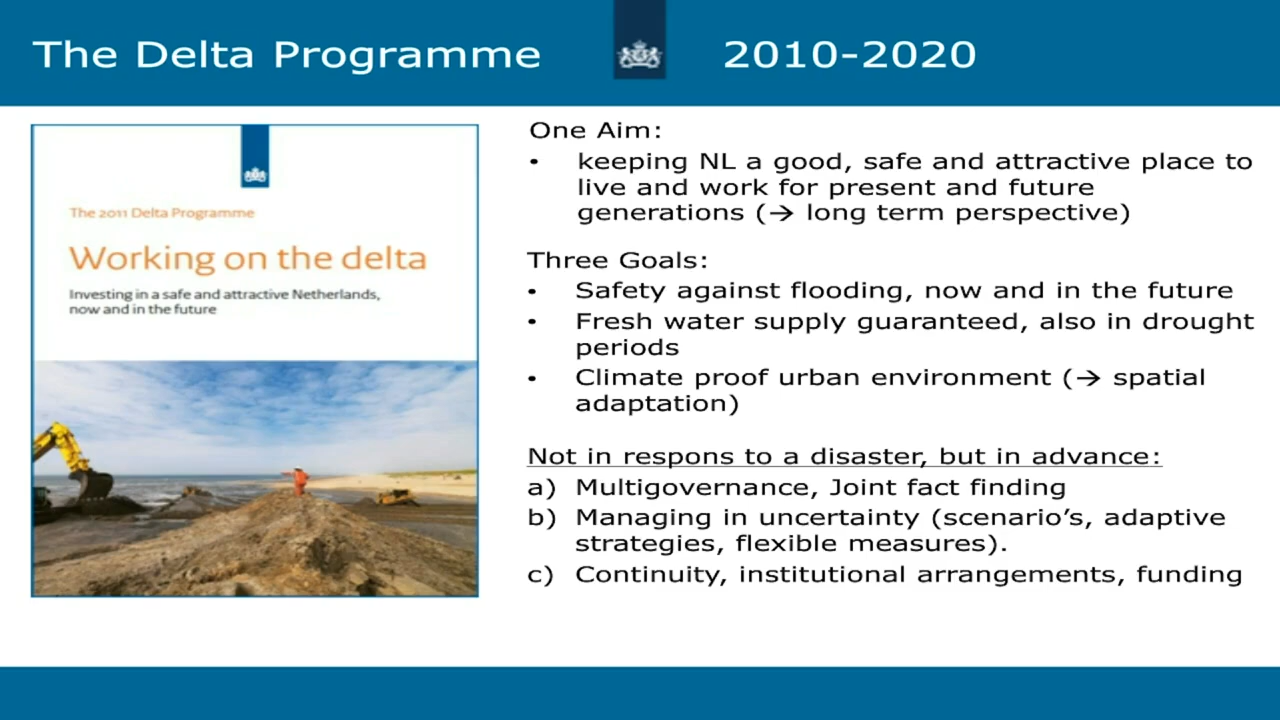 The Delta Programme 2010-2020
The 2011 Delta Programme
Working on the delta
Investing in a safe and attractive Netherlands,
now and in the future
One Aim:
• keeping NL a good, safe and attractive place to
live and work for present and future
generations (→ long term perspective)
Three Goals:
• Safety against flooding, now and in the future
• Fresh water supply guaranteed, also in drought
periods
• Climate proof urban environment (→ spatial
adaptation)
Not in respons to a disaster, but in advance:
a) Multigovernance, Joint fact finding
b) Managing in uncertainty (scenario's, adaptive
strategies, flexible measures).
c) Continuity, institutional arrangements, funding